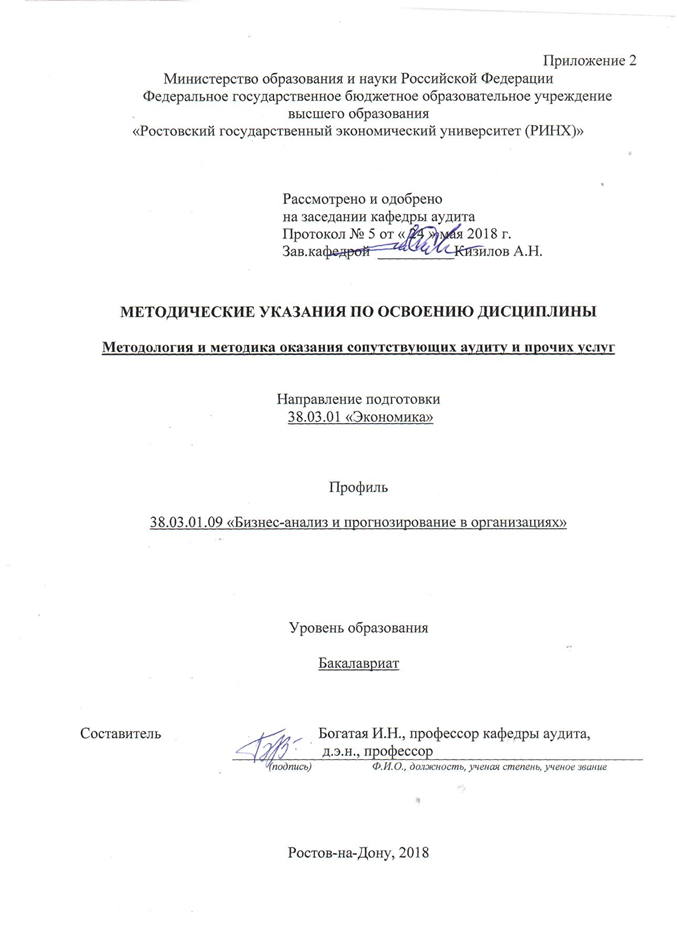 Приложение 2
Министерство образования и науки Российской Федерации
Федеральное государственное бюджетное образовательное учреждение
высшего образования
«Ростовский государственный экономический университет (РИНХ)»
Рассмотрено и одобрено
на заседании кафедры аудита
Протокол № 5 от « 24 » мая 2018 г.
Зав.кафедрой __________Кизилов А.Н.
МЕТОДИЧЕСКИЕ УКАЗАНИЯ ПО ОСВОЕНИЮ ДИСЦИПЛИНЫ
Методология и методика оказания сопутствующих аудиту и прочих услуг
Направление подготовки
38.03.01 «Экономика»
Профиль
38.03.01.09 «Бизнес-анализ и прогнозирование в организациях»
Уровень образования
Бакалавриат
Составитель Богатая И.Н., профессор кафедры аудита,
д.э.н., профессор
(подпись) Ф.И.О., должность, ученая степень, ученое звание
Ростов-на-Дону, 2018